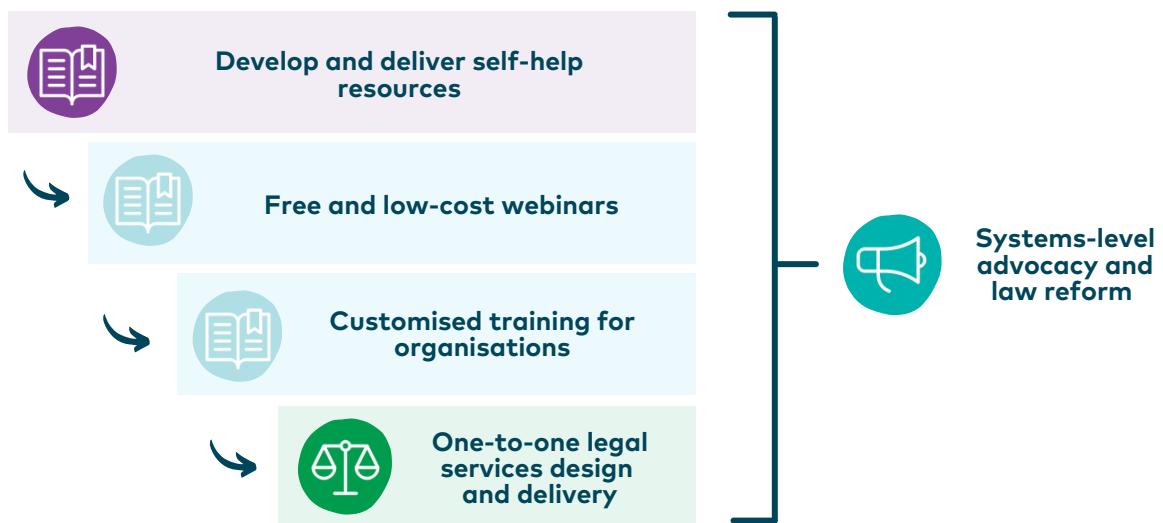 Develop and deliver self-help
resources
Free and low-cost webinars
Customised training for
organisations
One-to-one legal
services design
and delivery
Systems-level
advocacy and
law reform